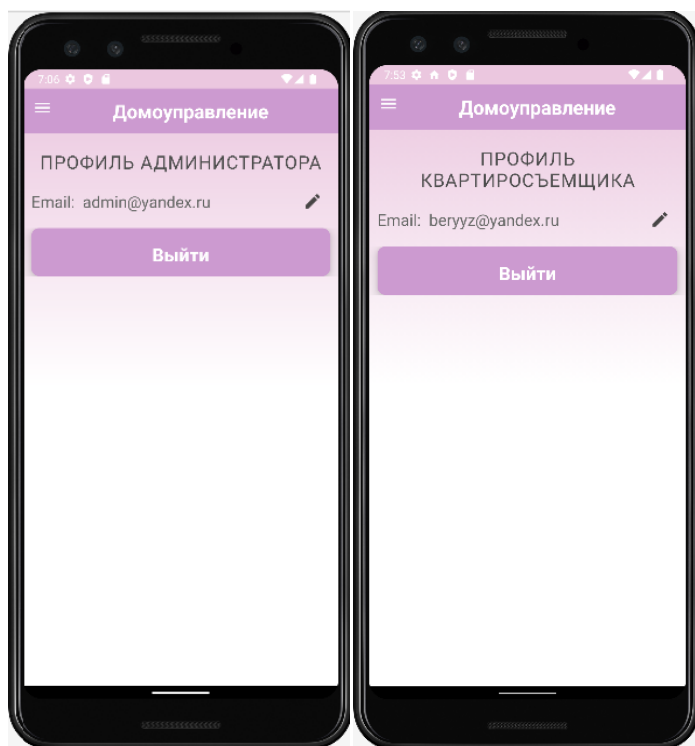 7:06
Домоуправление
ПРОФИЛЬ АДМИНИСТРАТОРА
Email: admin@yandex.ru
Выйти
7:53
Домоуправление
ПРОФИЛЬ
КВАРТИРОСЪЕМЩИКА
Email: beryyz@yandex.ru
Выйти